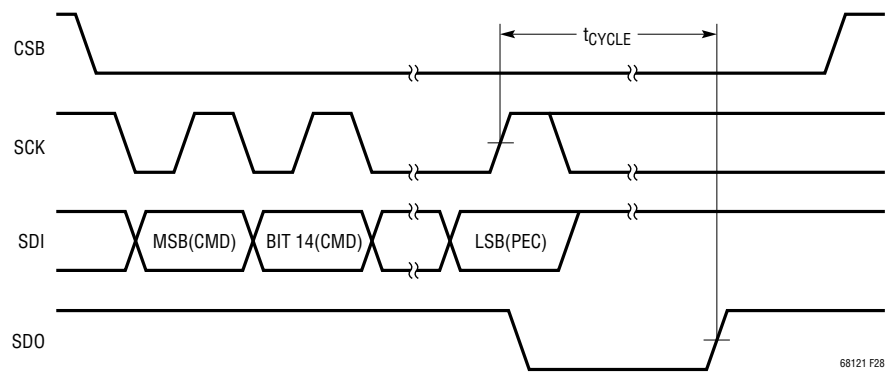 CSB
tCYCLE
SCK
SDI
MSB(CMD)
BIT 14(CMD)
LSB(PEC)
SDO
68121 F28